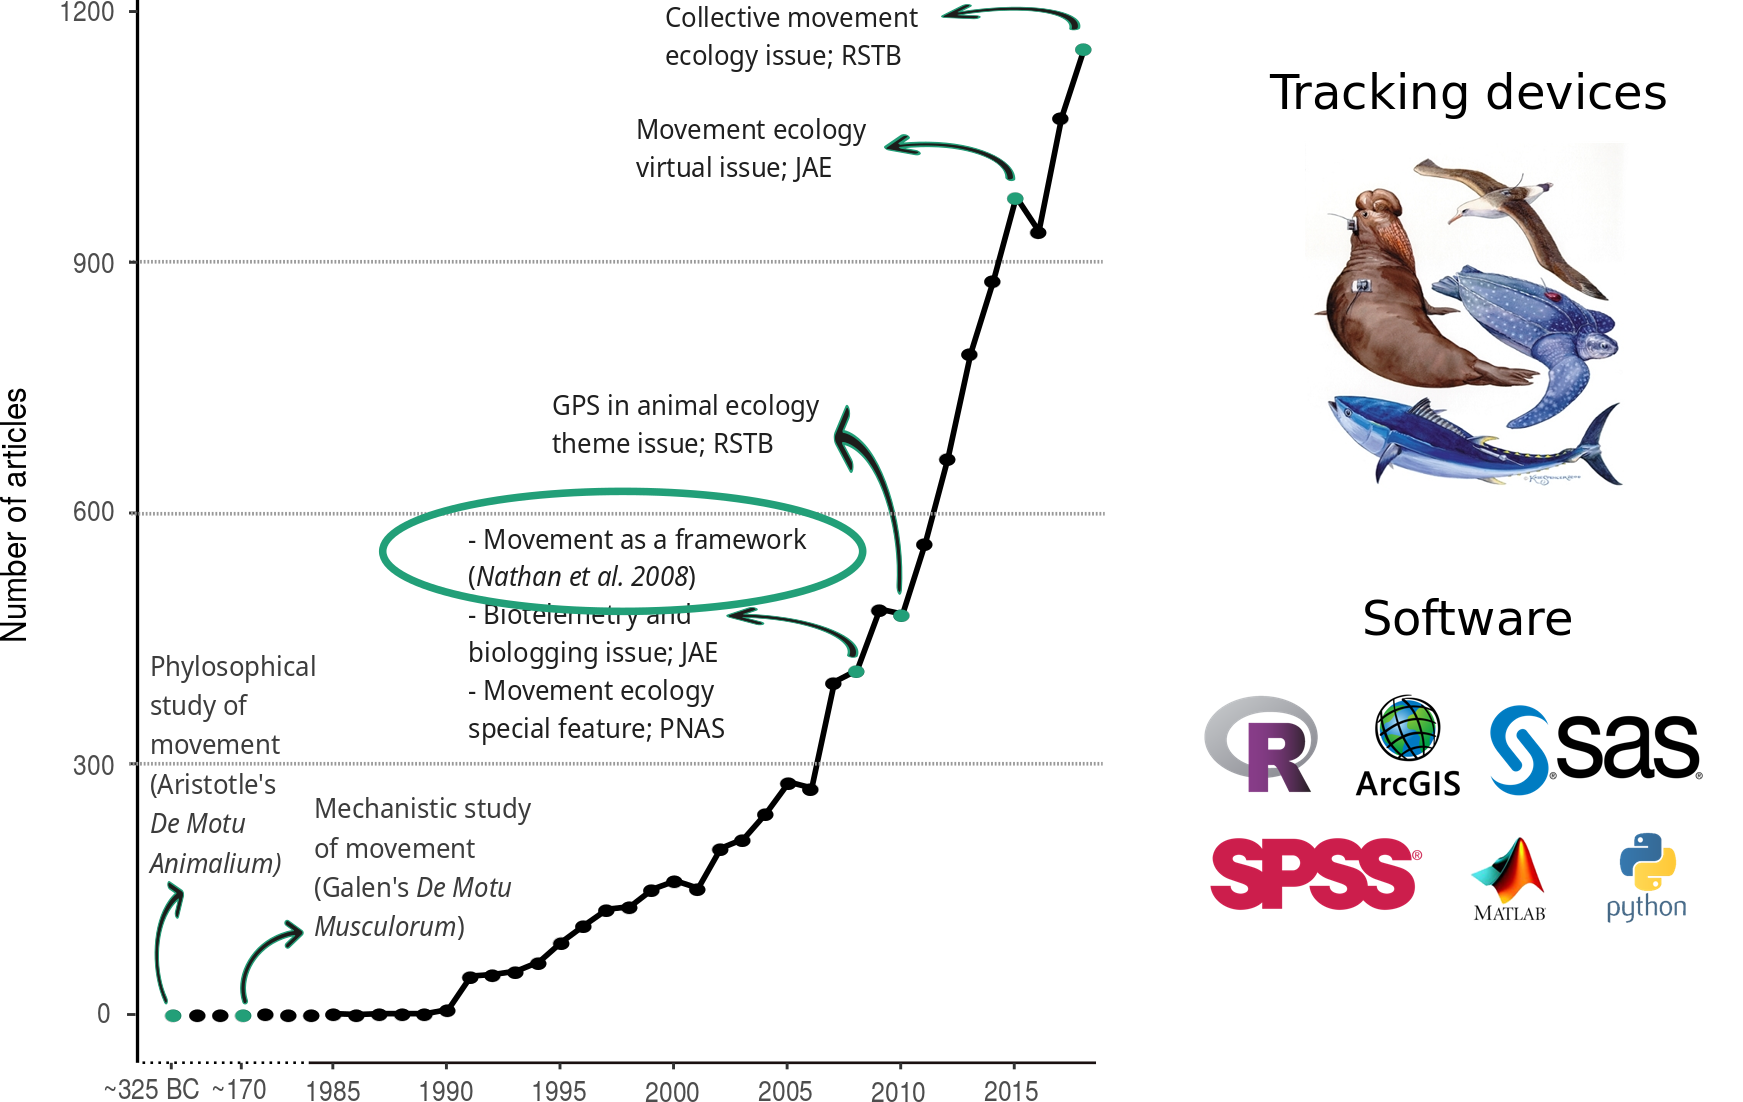 1200
900
600
300
0
Number of articles
Collective movement
ecology issue; RSTB
Movement ecology
virtual issue; JAE
GPS in animal ecology
theme issue; RSTB
- Movement as a framework
(Nathan et al. 2008)
- Biotelemetry and
biologging issue; JAE
- Movement ecology
special feature; PNAS
Phylosophical
study of
movement
(Aristotle's
De Motu
Animalium)
Mechanistic study
of movement
(Galen's De Motu
Musculorum)
~325 BC ~170 1985 1990 1995 2000 2005 2010 2015
Tracking devices
Software
R
ArcGIS
sas
SPSS®
MATLAB
python